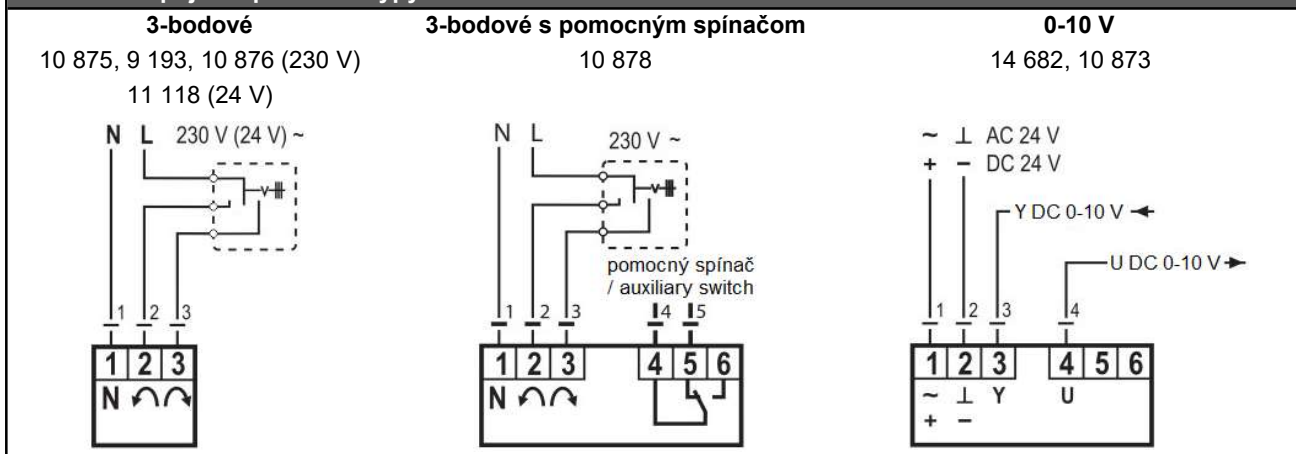 3-bodové
10 875, 9 193, 10 876 (230 V)
11 118 (24 V)
N L 230 V (24 V) ~
1 2 3
1 2 3
N
3-bodové s pomocným spínačom
10 878
N L 230 V ~
pomocný spínač
/ auxiliary switch
1 2 3 4 5
1 2 3 4 5 6
N
0-10 V
14 682, 10 873
~ ⊥ AC 24 V
+ − DC 24 V
Y DC 0-10 V
U DC 0-10 V
1 2 3 4
1 2 3 4 5 6
~ ⊥ Y U
+ −